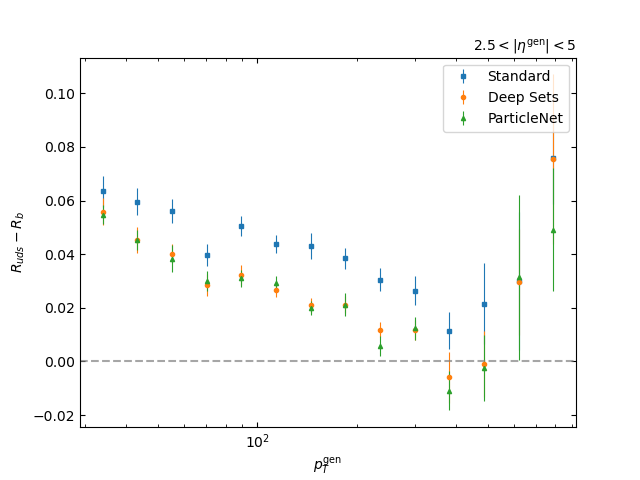 2.5 < |η^gen| < 5
Standard
Deep Sets
ParticleNet
0.10
0.08
0.06
0.04
0.02
0.00
−0.02
R_uds − R_b
10^2
p_T^gen